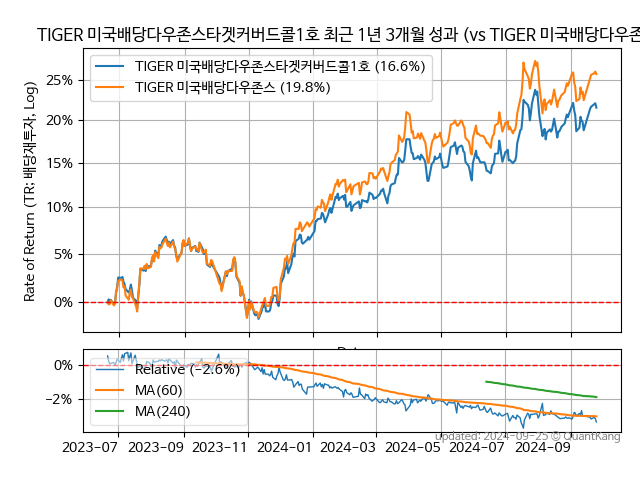 TIGER 미국배당다우존스타겟커버드콜1호 최근 1년 3개월 성과 (vs TIGER 미국배당다우존
TIGER 미국배당다우존스타겟커버드콜1호 (16.6%)
TIGER 미국배당다우존스 (19.8%)
Rate of Return (TR: 배당재투자, Log)
25%
20%
15%
10%
5%
0%
0%
−2%
Relative (−2.6%)
MA(60)
MA(240)
2023−07 2023−09 2023−11 2024−01 2024−03 2024−05 2024−07 2024−09
updated: 2024−09−25 © QuantKang